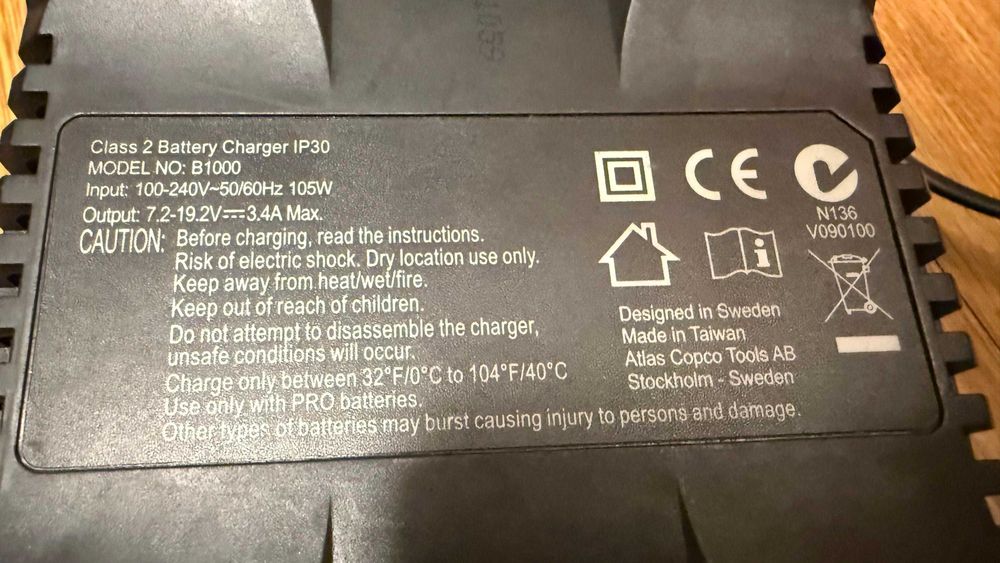 Class 2 Battery Charger IP30
MODEL NO: B1000
Input: 100-240V~50/60Hz 105W
Output: 7.2-19.2V⎓3.4A Max.
CAUTION: Before charging, read the instructions.
Risk of electric shock. Dry location use only.
Keep away from heat/wet/fire.
Keep out of reach of children.
Do not attempt to disassemble the charger,
unsafe conditions will occur.
Charge only between 32°F/0°C to 104°F/40°C
Use only with PRO batteries.
Other types of batteries may burst causing injury to persons and damage.
CE
N136
V090100
i
Designed in Sweden
Made in Taiwan
Atlas Copco Tools AB
Stockholm - Sweden